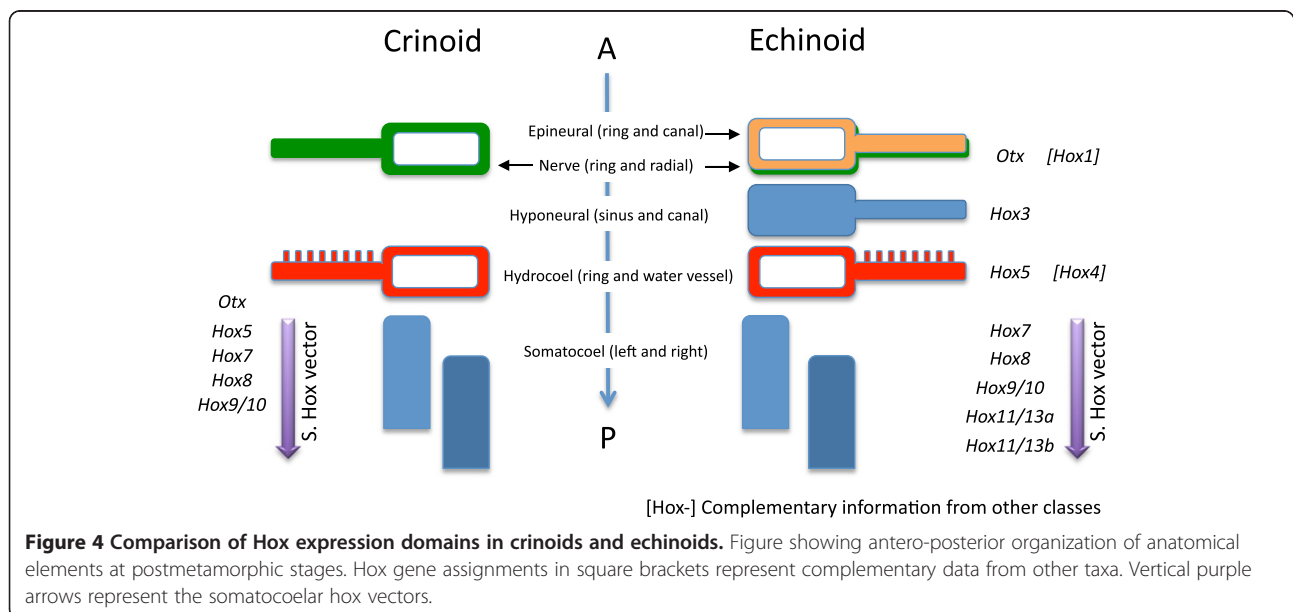 Crinoid
A
Echinoid
Epineural (ring and canal)
Nerve (ring and radial)
Otx [Hox1]
Hyponeural (sinus and canal)
Hox3
Hydrocoel (ring and water vessel)
Hox5 [Hox4]
Otx
Hox5
Hox7
Hox8
Hox9/10
S. Hox vector
Somatocoel (left and right)
P
Hox7
Hox8
Hox9/10
Hox11/13a
Hox11/13b
S. Hox vector
[Hox-] Complementary information from other classes
Figure 4 Comparison of Hox expression domains in crinoids and echinoids. Figure showing antero-posterior organization of anatomical
elements at postmetamorphic stages. Hox gene assignments in square brackets represent complementary data from other taxa. Vertical purple
arrows represent the somatocoelar hox vectors.